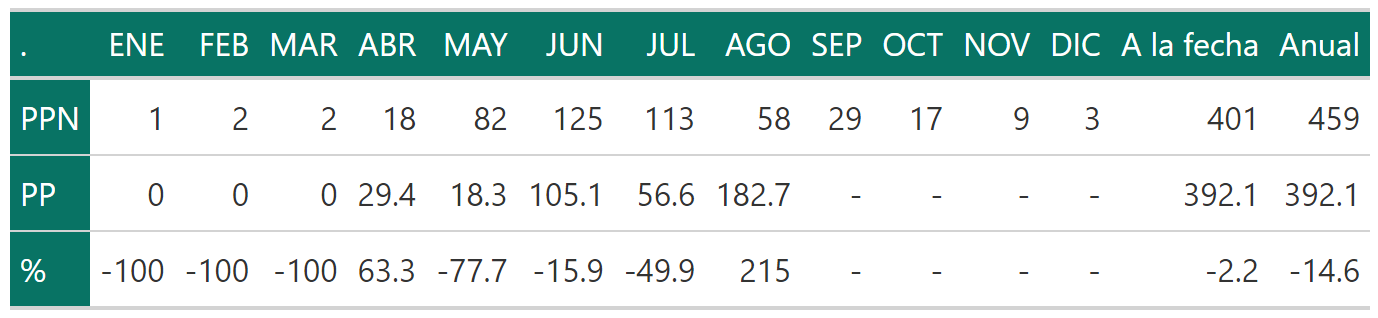 . ENE FEB MAR ABR MAY JUN JUL AGO SEP OCT NOV DIC A la fecha Anual
PPN 1 2 2 18 82 125 113 58 29 17 9 3 401 459
PP 0 0 0 29.4 18.3 105.1 56.6 182.7 - - - - 392.1 392.1
% -100 -100 -100 63.3 -77.7 -15.9 -49.9 215 - - - - -2.2 -14.6